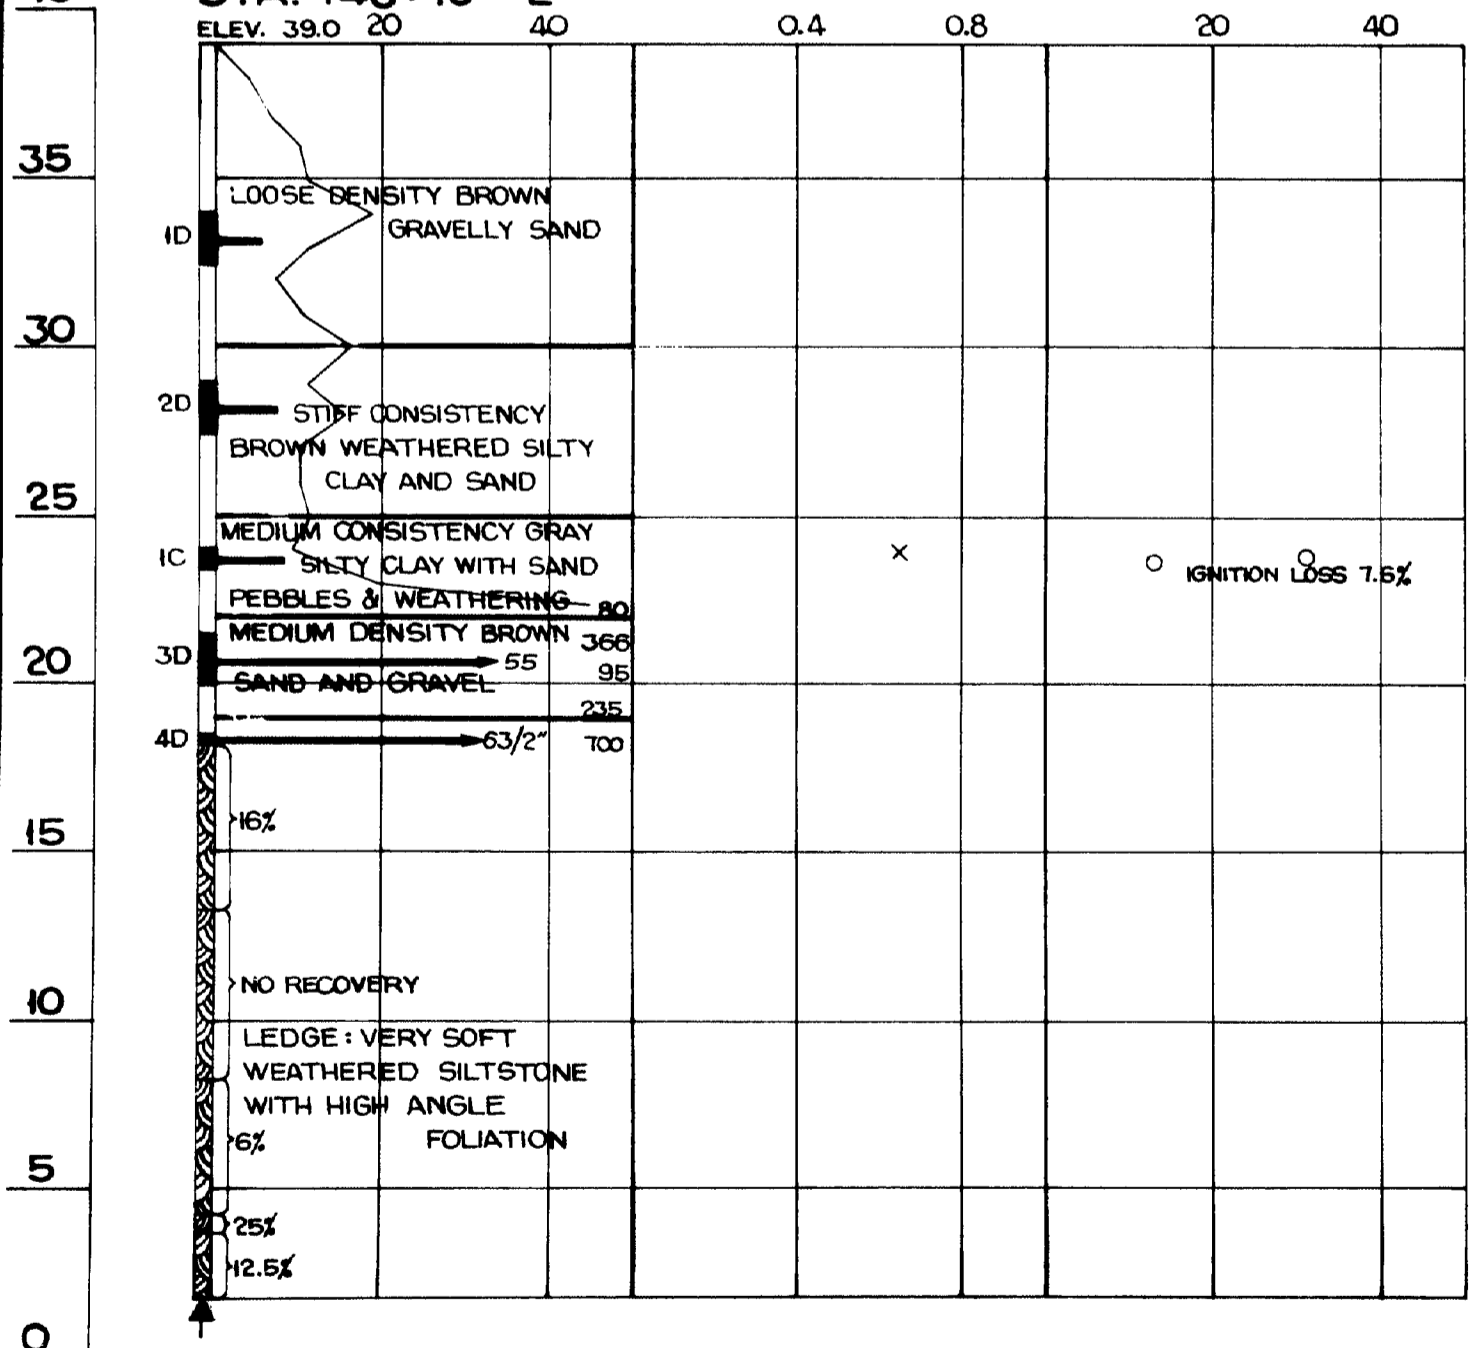 ELEV. 39.0 20 40 0.4 0.8 20 40
35
LOOSE DENSITY BROWN
GRAVELLY SAND
1D
30
2D
STIFF CONSISTENCY
BROWN WEATHERED SILTY
CLAY AND SAND
25
MEDIUM CONSISTENCY GRAY
1C
SILTY CLAY WITH SAND
IGNITION LOSS 7.6%
PEBBLES & WEATHERING
80
MEDIUM DENSITY BROWN
366
3D
55
20
95
SAND AND GRAVEL
235
4D
63/2"
700
16%
15
NO RECOVERY
10
LEDGE: VERY SOFT
WEATHERED SILTSTONE
WITH HIGH ANGLE
FOLIATION
6%
5
25%
12.5%
0